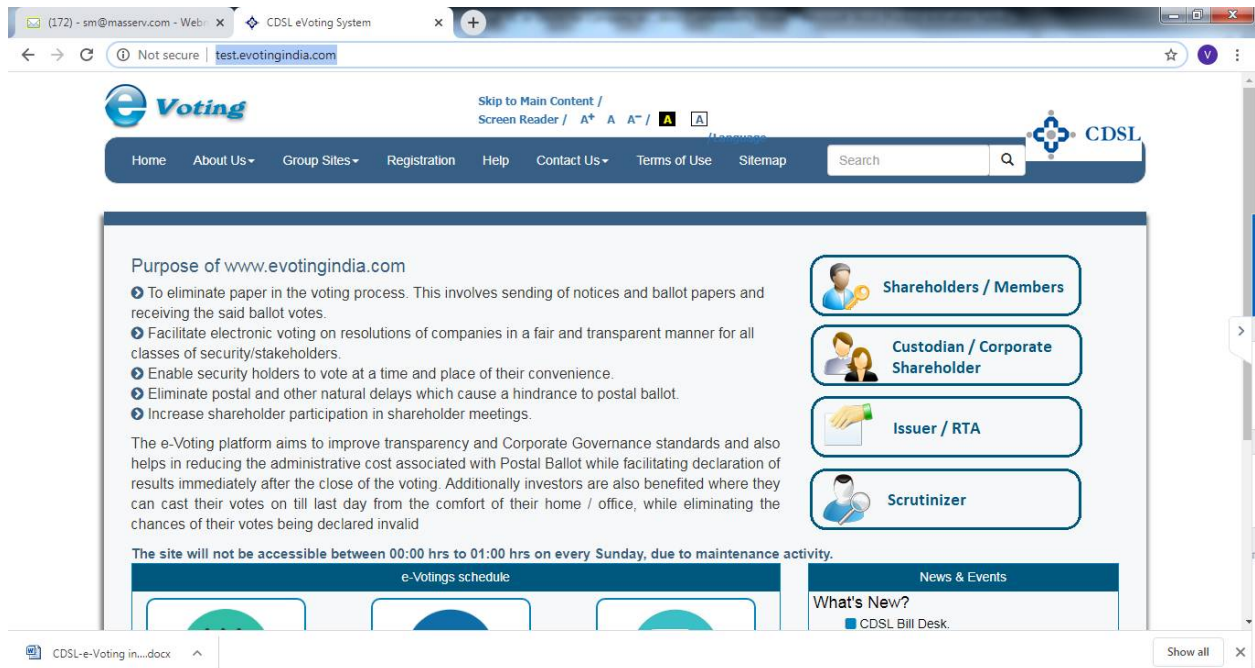 (172) - sm@masserv.com - Web
CDSL eVoting System
Not secure | test.evotingindia.com
V
e Voting
Skip to Main Content /
Screen Reader / A+ A A- / A A
/Language
CDSL
Home About Us Group Sites Registration Help Contact Us Terms of Use Sitemap Search
Purpose of www.evotingindia.com
To eliminate paper in the voting process. This involves sending of notices and ballot papers and
receiving the said ballot votes.
Facilitate electronic voting on resolutions of companies in a fair and transparent manner for all
classes of security/stakeholders.
Enable security holders to vote at a time and place of their convenience.
Eliminate postal and other natural delays which cause a hindrance to postal ballot.
Increase shareholder participation in shareholder meetings.
The e-Voting platform aims to improve transparency and Corporate Governance standards and also
helps in reducing the administrative cost associated with Postal Ballot while facilitating declaration of
results immediately after the close of the voting. Additionally investors are also benefited where they
can cast their votes on till last day from the comfort of their home / office, while eliminating the
chances of their votes being declared invalid
Shareholders / Members
Custodian / Corporate
Shareholder
Issuer / RTA
Scrutinizer
The site will not be accessible between 00:00 hrs to 01:00 hrs on every Sunday, due to maintenance activity.
e-Votings schedule
News & Events
What's New?
CDSL Bill Desk.
CDSL-e-Voting in....docx
Show all